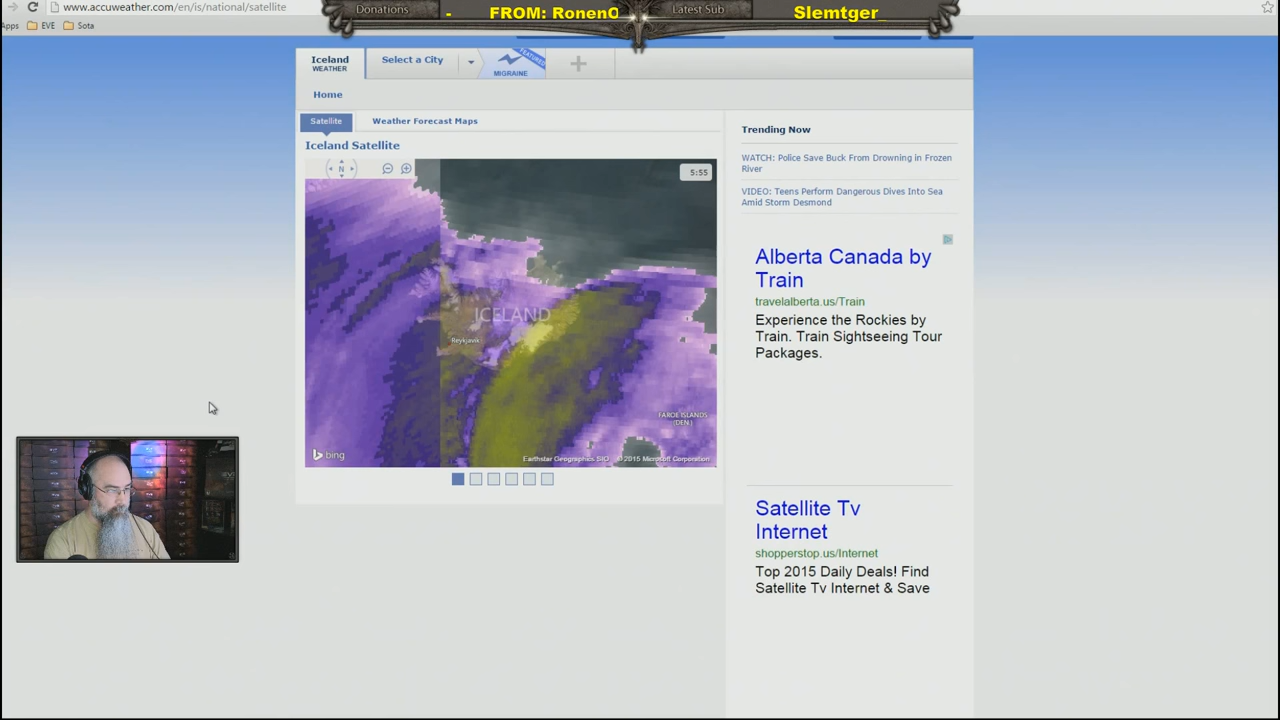 Donations
-
FROM: RonenO
Latest Sub
Slemtger_
www.accuweather.com/en/is/national/satellite
Apps
EVE
Sota
Iceland
WEATHER
Select a City
FEATURED
MIGRAINE
Home
Satellite
Weather Forecast Maps
Iceland Satellite
N
5:55
ICELAND
Reykjavik
FAROE ISLANDS
(DEN.)
bing
Earthstar Geographics SIO © 2015 Microsoft Corporation
Trending Now
WATCH: Police Save Buck From Drowning in Frozen
River
VIDEO: Teens Perform Dangerous Dives Into Sea
Amid Storm Desmond
Alberta Canada by
Train
travelalberta.us/Train
Experience the Rockies by
Train. Train Sightseeing Tour
Packages.
Satellite Tv
Internet
shopperstop.us/Internet
Top 2015 Daily Deals! Find
Satellite Tv Internet & Save